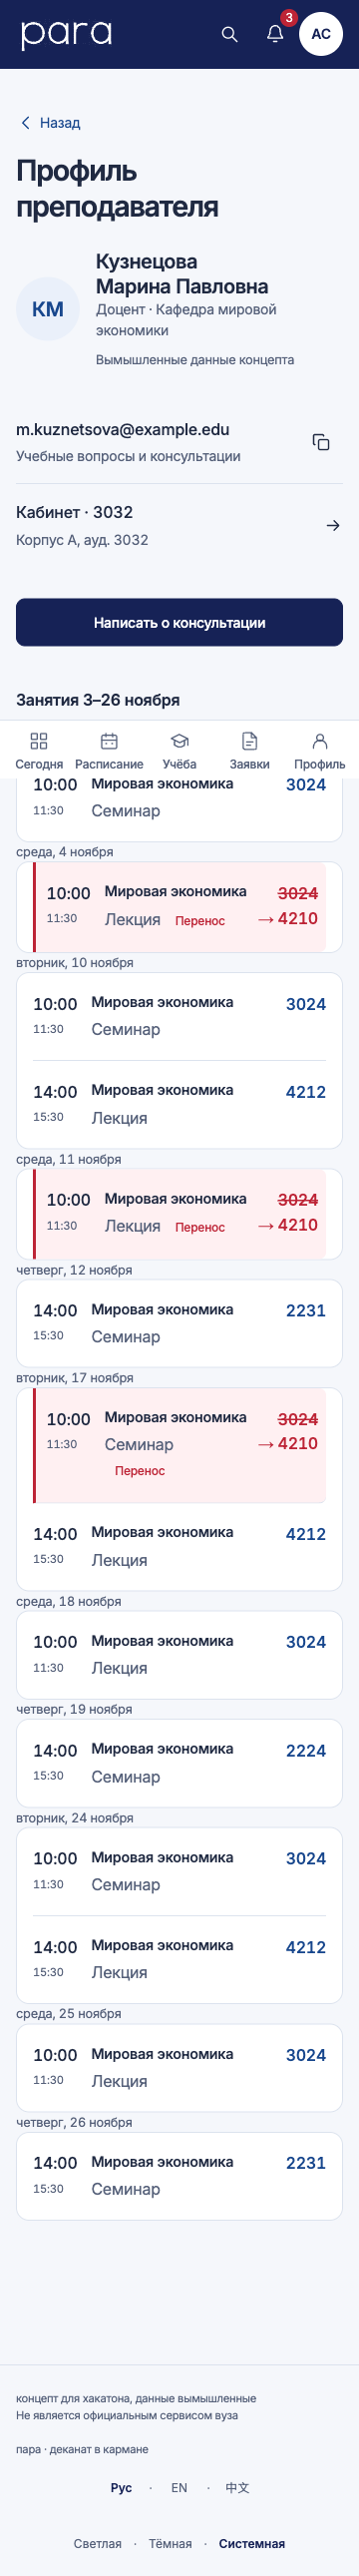 para
3
АС
Назад
Профиль
преподавателя
КМ
Кузнецова
Марина Павловна
Доцент · Кафедра мировой
экономики
Вымышленные данные концепта
m.kuznetsova@example.edu
Учебные вопросы и консультации
Кабинет · 3032
→
Корпус А, ауд. 3032
Написать о консультации
Занятия 3–26 ноября
Сегодня Расписание Учёба Заявки Профиль
10:00 Мировая экономика 3024
11:30 Семинар
среда, 4 ноября
10:00 Мировая экономика 3024
11:30 Лекция Перенос → 4210
вторник, 10 ноября
10:00 Мировая экономика 3024
11:30 Семинар
14:00 Мировая экономика 4212
15:30 Лекция
среда, 11 ноября
10:00 Мировая экономика 3024
11:30 Лекция Перенос → 4210
четверг, 12 ноября
14:00 Мировая экономика 2231
15:30 Семинар
вторник, 17 ноября
10:00 Мировая экономика 3024
11:30 Семинар → 4210
Перенос
14:00 Мировая экономика 4212
15:30 Лекция
среда, 18 ноября
10:00 Мировая экономика 3024
11:30 Лекция
четверг, 19 ноября
14:00 Мировая экономика 2224
15:30 Семинар
вторник, 24 ноября
10:00 Мировая экономика 3024
11:30 Семинар
14:00 Мировая экономика 4212
15:30 Лекция
среда, 25 ноября
10:00 Мировая экономика 3024
11:30 Лекция
четверг, 26 ноября
14:00 Мировая экономика 2231
15:30 Семинар
концепт для хакатона, данные вымышленные
Не является официальным сервисом вуза
пара · деканат в кармане
Рус · EN · 中文
Светлая · Тёмная · Системная